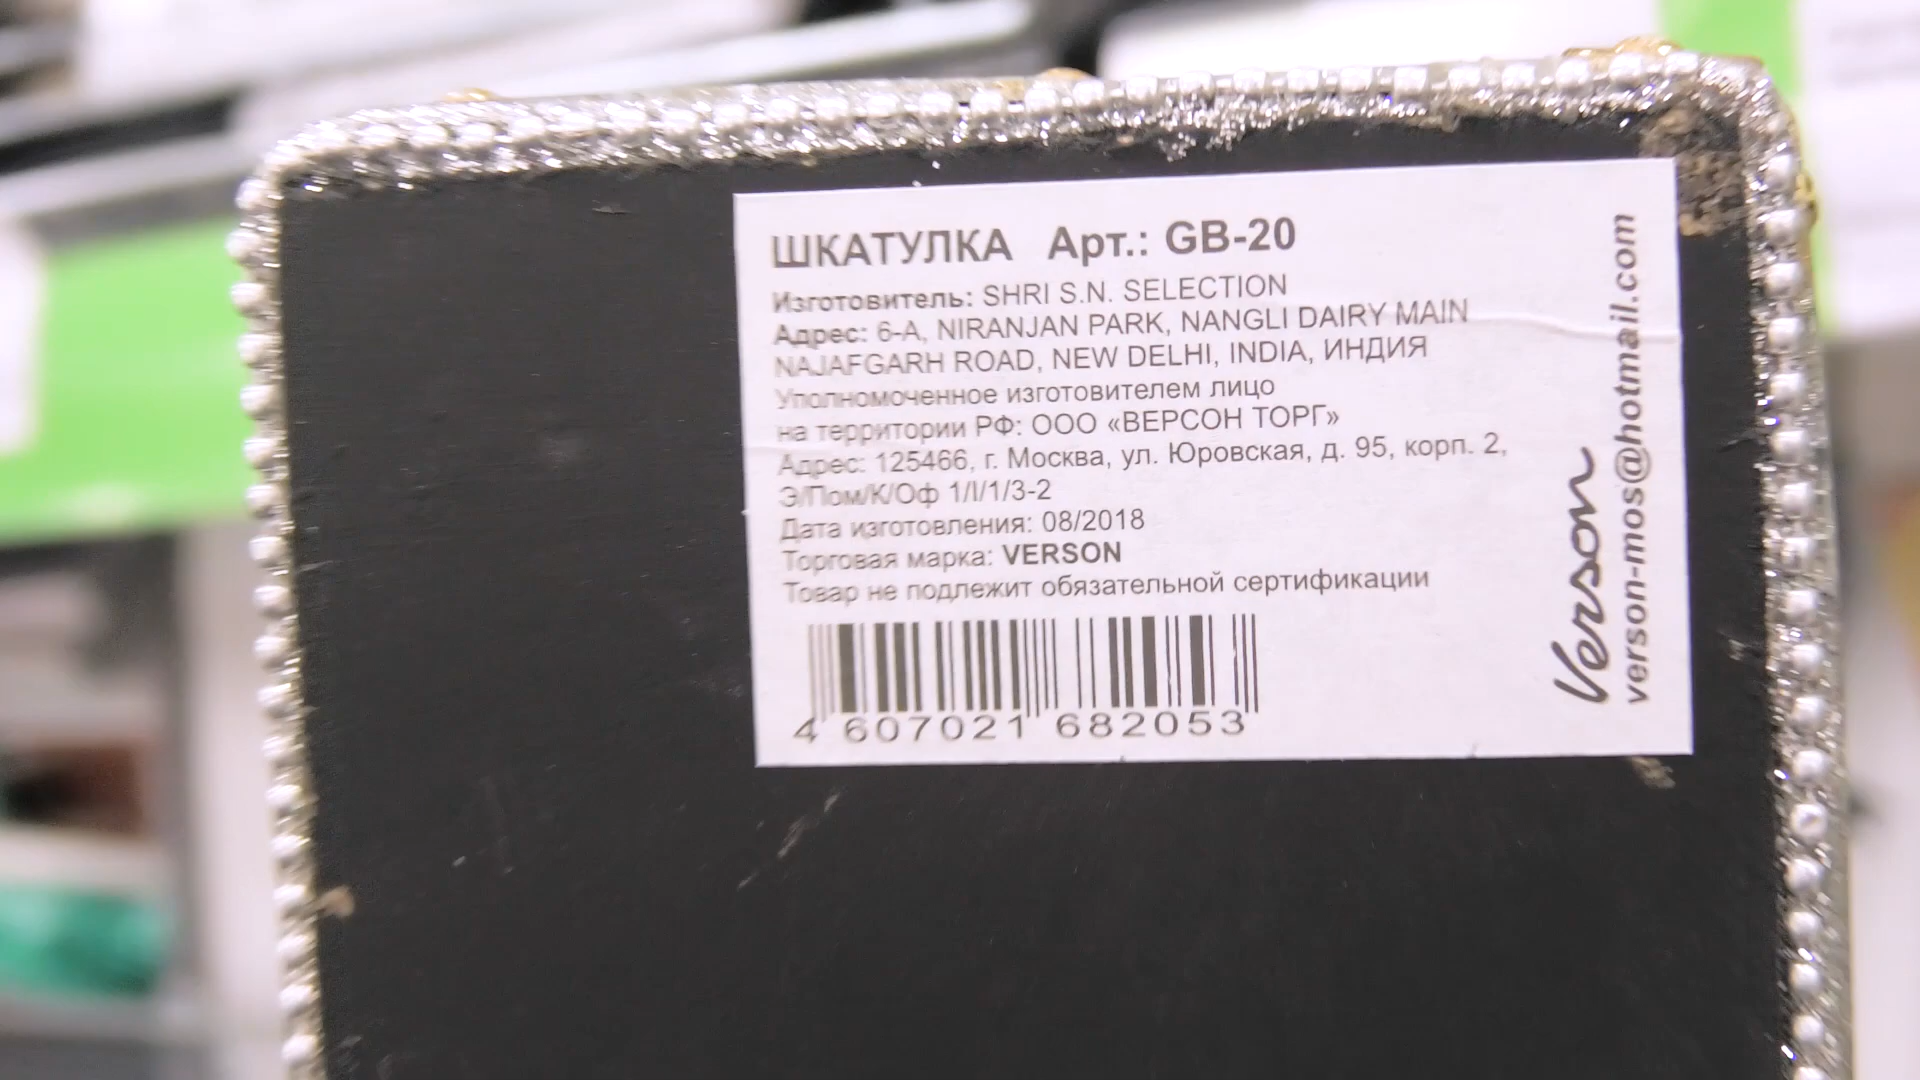 ШКАТУЛКА Арт.: GB-20
Изготовитель: SHRI S.N. SELECTION
Адрес: 6-A, NIRANJAN PARK, NANGLI DAIRY MAIN
NAJAFGARH ROAD, NEW DELHI, INDIA, ИНДИЯ
Уполномоченное изготовителем лицо
на территории РФ: ООО «ВЕРСОН ТОРГ»
Адрес: 125466, г. Москва, ул. Юровская, д. 95, корп. 2,
Э/Пом/К/Оф 1/I/1/3-2
Дата изготовления: 08/2018
Торговая марка: VERSON
Товар не подлежит обязательной сертификации
4 607021 682053
Verson
verson-mos@hotmail.com